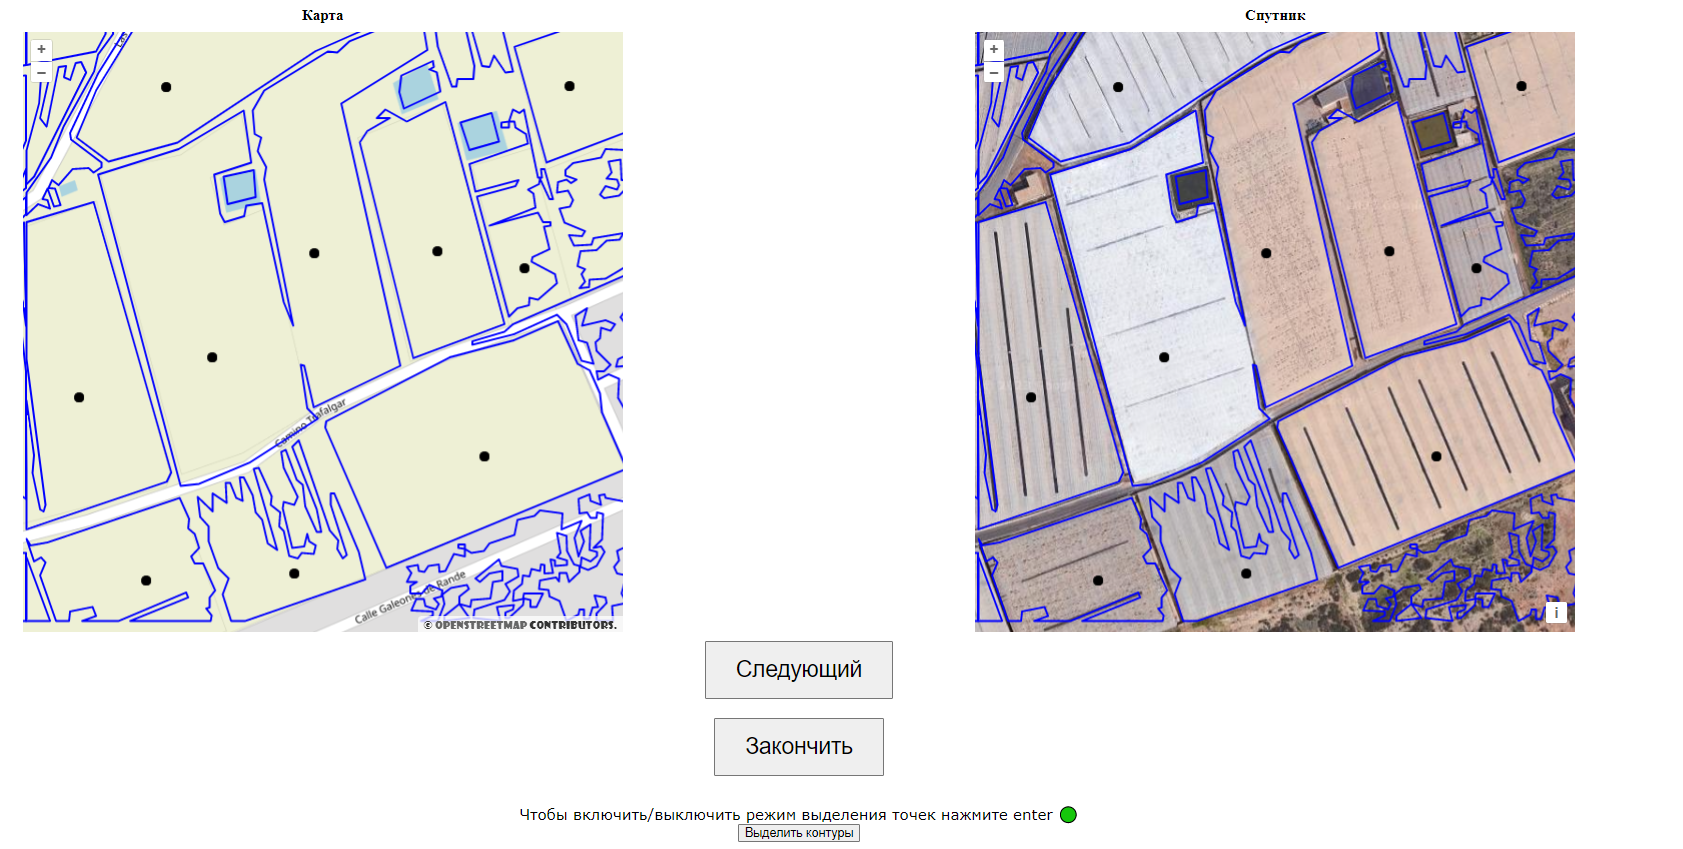 Карта
Спутник
+
−
+
−
Camino Trafalgar
Calle Galeones de Rande
© OPENSTREETMAP CONTRIBUTORS.
i
Следующий
Закончить
Чтобы включить/выключить режим выделения точек нажмите enter
Выделить контуры